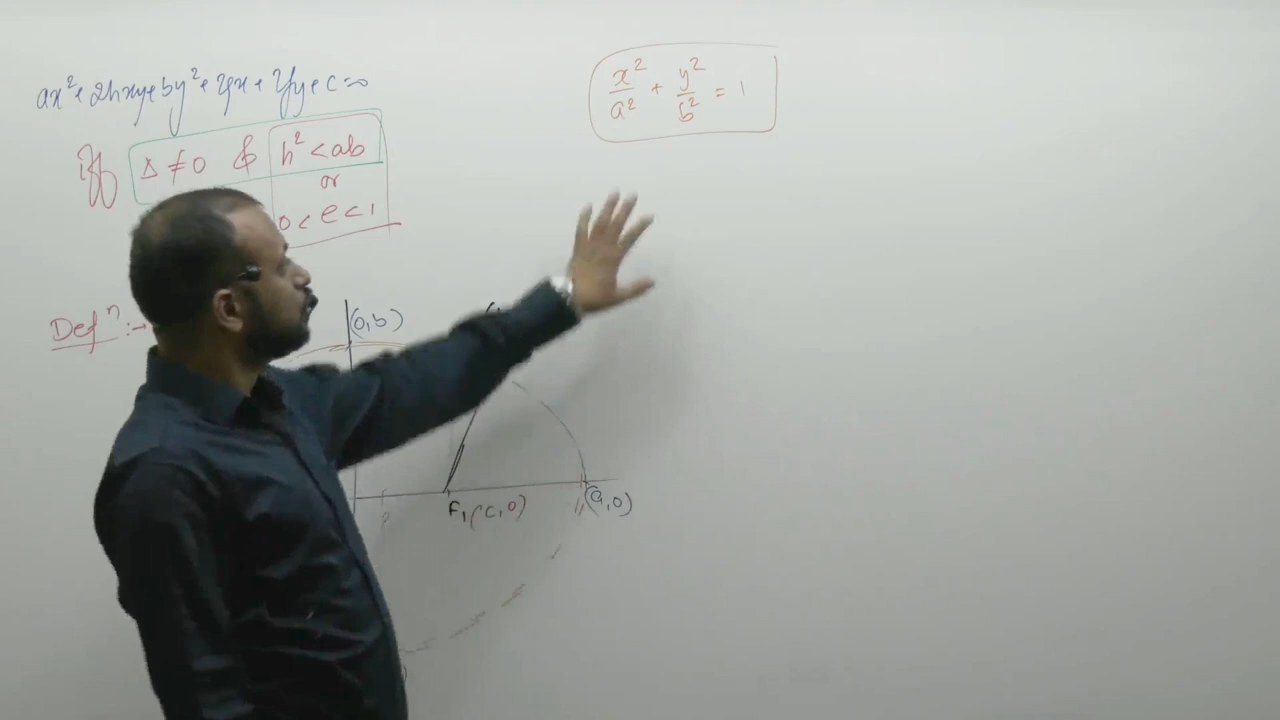 ax² + 2hxy + by² + 2gx + 2fy + c = 0
iff Δ ≠ 0 & h² < ab
or
0 < e < 1
x²/a² + y²/b² = 1
Defⁿ :→
(0,b)
F₁(c,0)
(a,0)